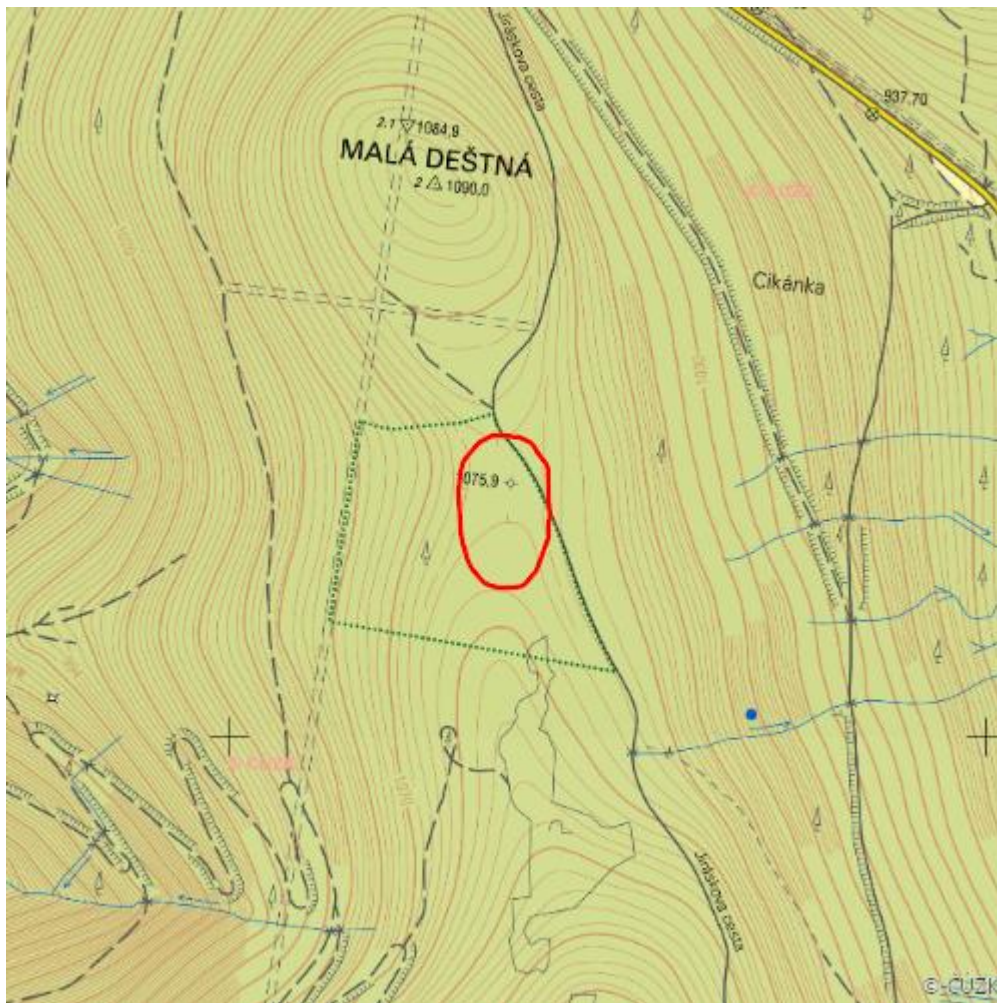 Jiráskova cesta
937.70
2.1 1084,9
MALÁ DEŠTNÁ
2 1090,0
Cikánka
075,9
Jiráskova cesta
© ČÚZK